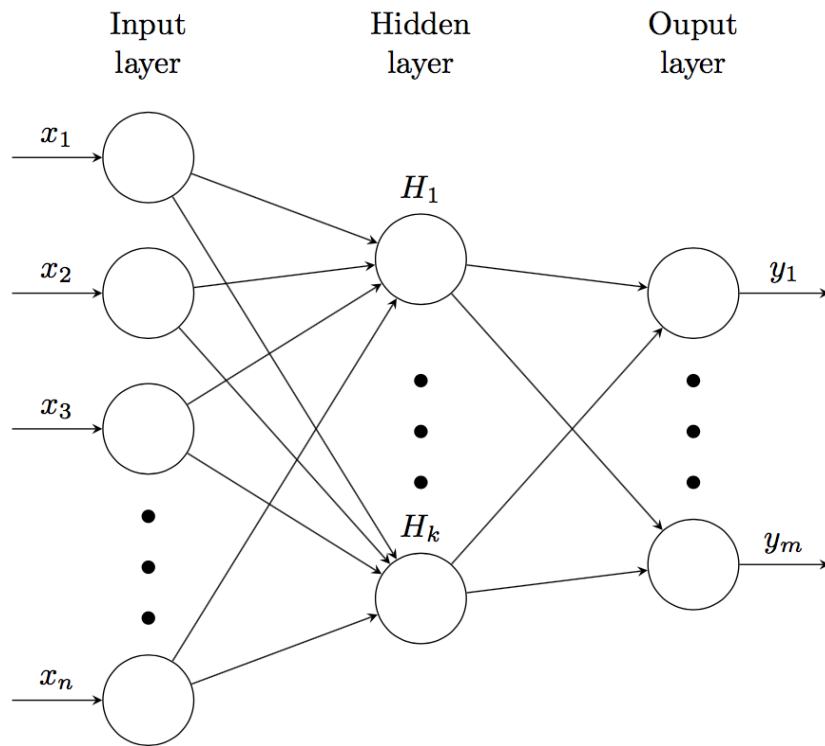 Input
layer
Hidden
layer
Ouput
layer
x₁
x₂
x₃
xₙ
H₁
Hₖ
y₁
yₘ